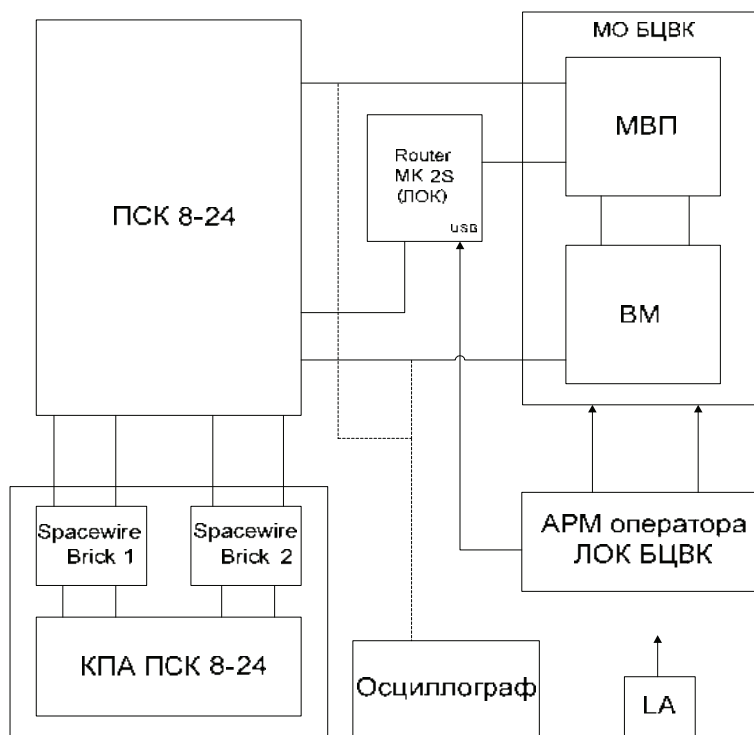 МО БЦВК
МВП
Router
МК 2S
(ЛОК)
USB
ПСК 8-24
ВМ
Spacewire
Brick 1
Spacewire
Brick 2
АРМ оператора
ЛОК БЦВК
КПА ПСК 8-24
Осциллограф
LA